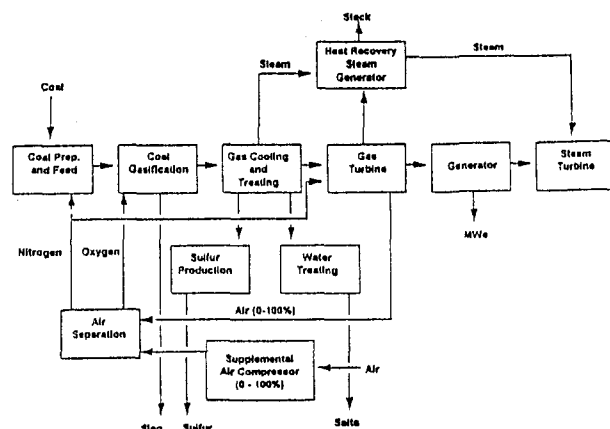 Stack
Heat Recovery
Steam
Generator
Steam
Steam
Coal
Coal Prep.
and Feed
Coal
Gasification
Gas Cooling
and
Treating
Gas
Turbine
Generator
Steam
Turbine
Nitrogen
Oxygen
MWe
Sulfur
Production
Water
Treating
Air (0-100%)
Air
Separation
Supplemental
Air Compressor
(0 - 100%)
Air
Slag
Sulfur
Salts